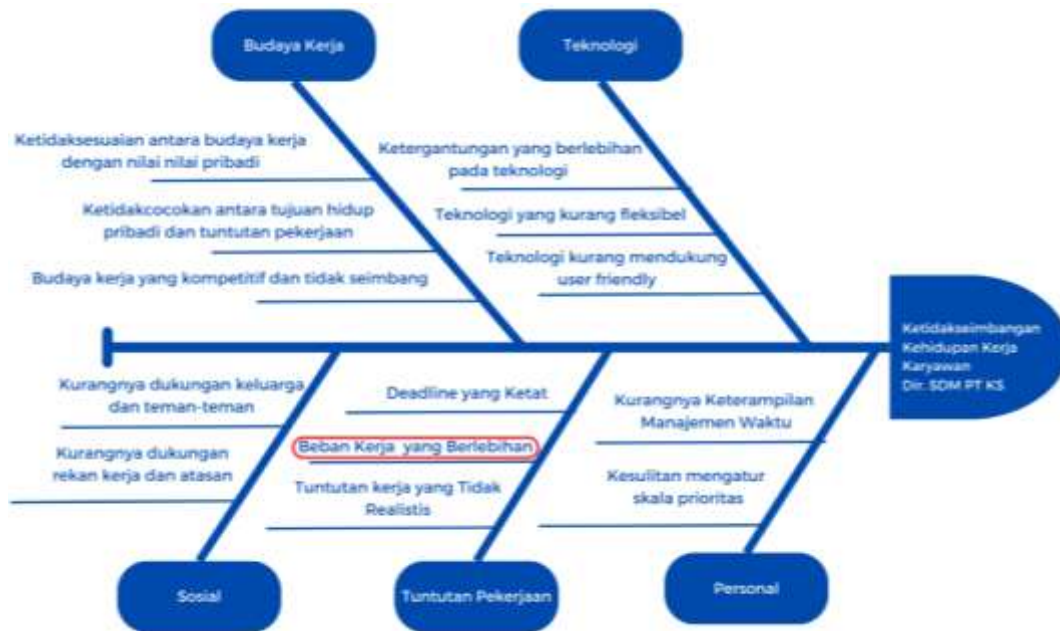 Budaya Kerja
Teknologi
Ketidaksesuaian antara budaya kerja
dengan nilai nilai pribadi
Ketidakcocokan antara tujuan hidup
pribadi dan tuntutan pekerjaan
Budaya kerja yang kompetitif dan tidak seimbang
Ketergantungan yang berlebihan
pada teknologi
Teknologi yang kurang fleksibel
Teknologi kurang mendukung
user friendly
Ketidakseimbangan
Kehidupan Kerja
Karyawan
Dir. SDM PT KS
Kurangnya dukungan keluarga
dan teman-teman
Kurangnya dukungan
rekan kerja dan atasan
Deadline yang Ketat
Beban Kerja yang Berlebihan
Tuntutan kerja yang Tidak
Realistis
Kurangnya Keterampilan
Manajemen Waktu
Kesulitan mengatur
skala prioritas
Sosial
Tuntutan Pekerjaan
Personal